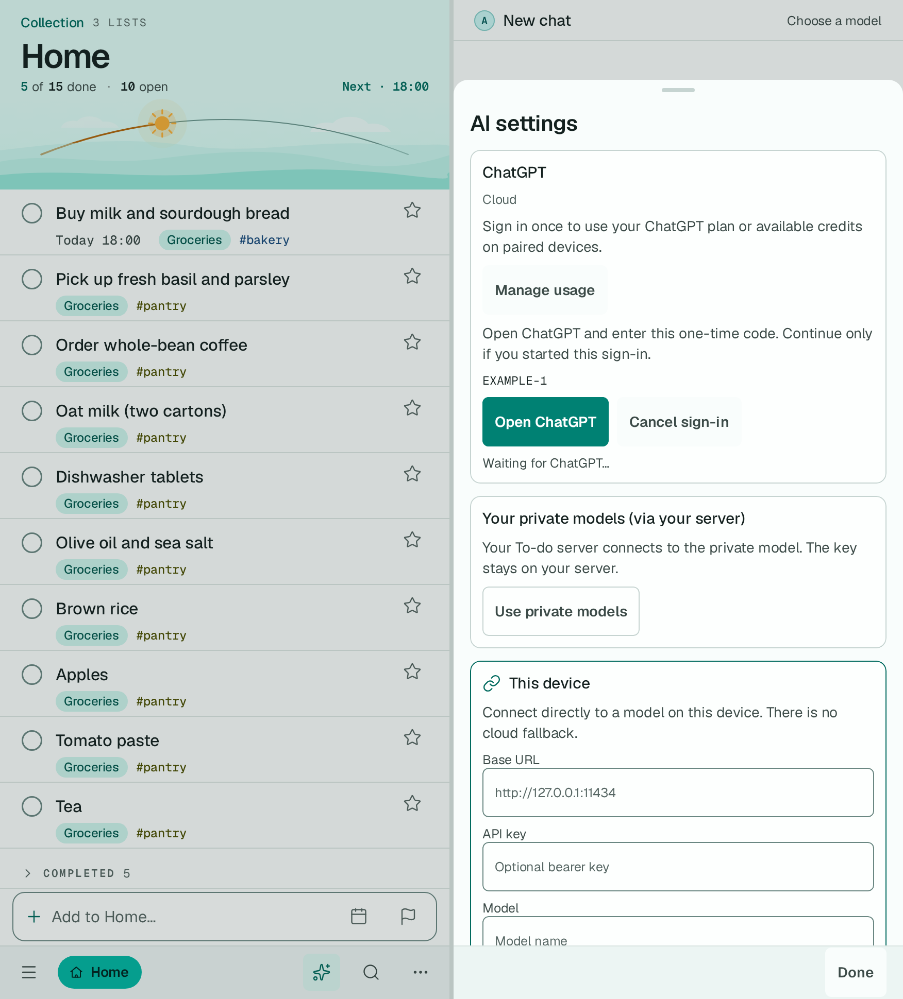 Collection 3 LISTS
Home
5 of 15 done · 10 open
Next · 18:00
Buy milk and sourdough bread
Today 18:00 Groceries #bakery
Pick up fresh basil and parsley
Groceries #pantry
Order whole-bean coffee
Groceries #pantry
Oat milk (two cartons)
Groceries #pantry
Dishwasher tablets
Groceries #pantry
Olive oil and sea salt
Groceries #pantry
Brown rice
Groceries #pantry
Apples
Groceries #pantry
Tomato paste
Groceries #pantry
Tea
Groceries #pantry
COMPLETED 5
Add to Home…
Home
A New chat
Choose a model
AI settings
ChatGPT
Cloud
Sign in once to use your ChatGPT plan or available credits
on paired devices.
Manage usage
Open ChatGPT and enter this one-time code. Continue only
if you started this sign-in.
EXAMPLE-1
Open ChatGPT Cancel sign-in
Waiting for ChatGPT…
Your private models (via your server)
Your To-do server connects to the private model. The key
stays on your server.
Use private models
This device
Connect directly to a model on this device. There is no
cloud fallback.
Base URL
http://127.0.0.1:11434
API key
Optional bearer key
Model
Model name
Done